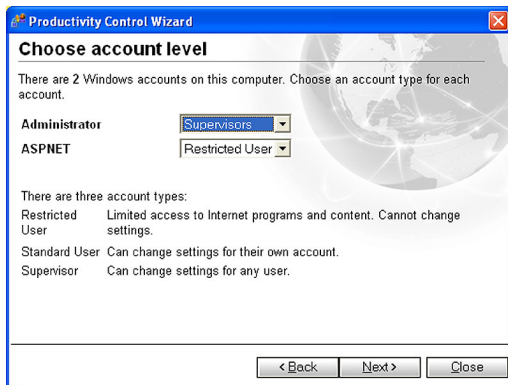 Productivity Control Wizard
Choose account level
There are 2 Windows accounts on this computer. Choose an account type for each
account.
Administrator Supervisors
ASPNET Restricted User
There are three account types:
Restricted Limited access to Internet programs and content. Cannot change
User settings.
Standard User Can change settings for their own account.
Supervisor Can change settings for any user.
< Back Next > Close